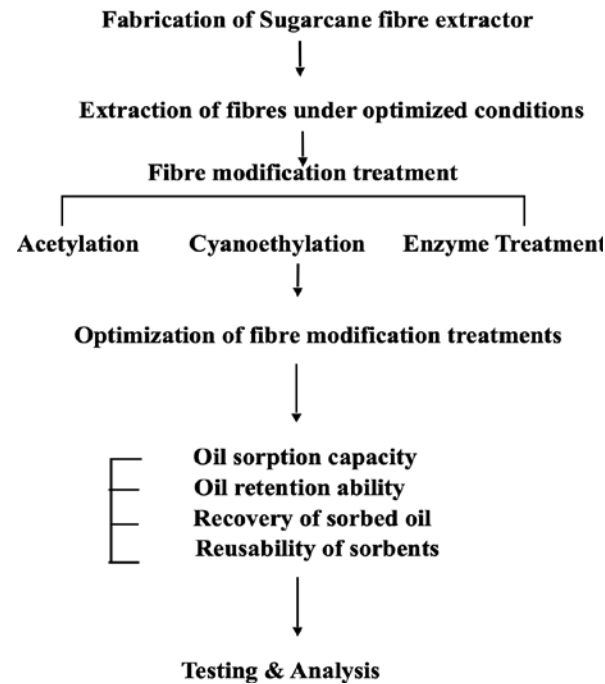 Fabrication of Sugarcane fibre extractor
Extraction of fibres under optimized conditions
Fibre modification treatment
Acetylation Cyanoethylation Enzyme Treatment
Optimization of fibre modification treatments
Oil sorption capacity
Oil retention ability
Recovery of sorbed oil
Reusability of sorbents
Testing & Analysis